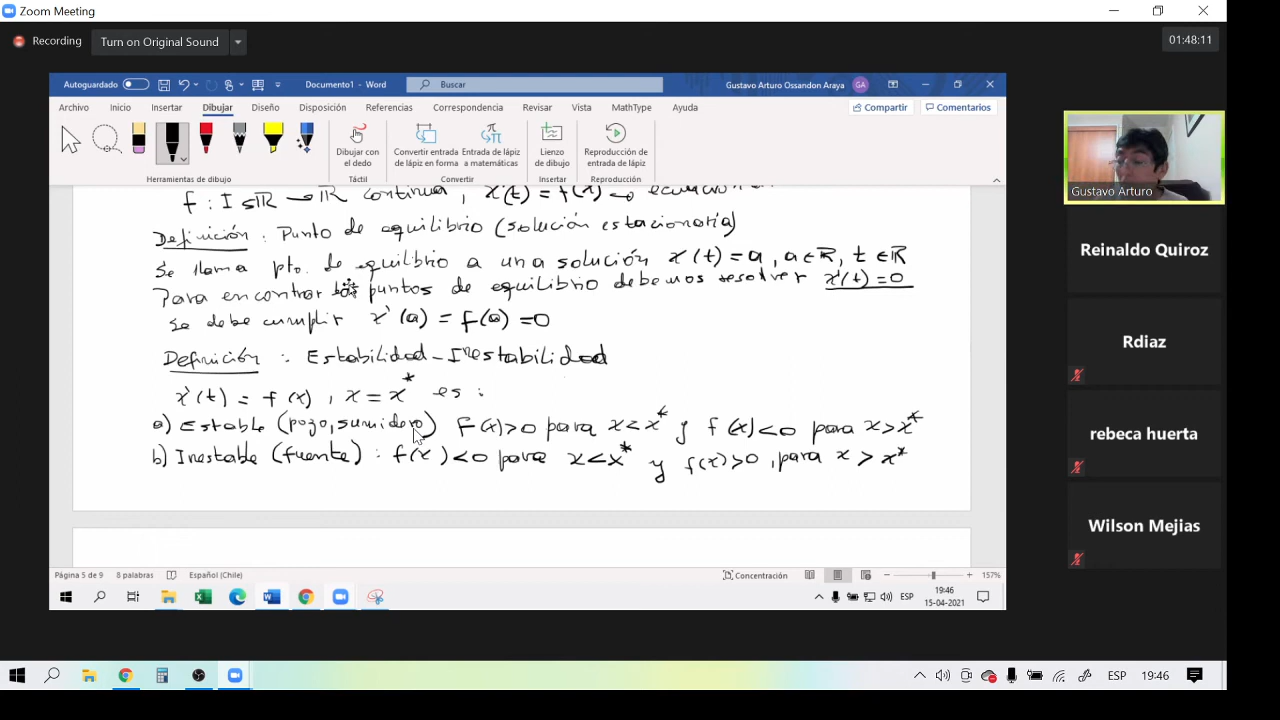 Zoom Meeting
Recording
Turn on Original Sound
01:48:11
Autoguardado
Documento1 - Word
Buscar
Gustavo Arturo Ossandon Araya
GA
Archivo Inicio Insertar Dibujar Diseño Disposición Referencias Correspondencia Revisar Vista MathType Ayuda
Compartir Comentarios
Dibujar con el dedo
Convertir entrada de lápiz en forma
Entrada de lápiz a matemáticas
Lienzo de dibujo
Reproducción de entrada de lápiz
Herramientas de dibujo Táctil Convertir Insertar Reproducción
f : I ⊆ ℝ → ℝ continua, x'(t) = f(x) →
Definición : Punto de equilibrio (solución estacionaria)
Se llama pto. de equilibrio a una solución x(t) = a, a ∈ ℝ, t ∈ ℝ
Para encontrar los puntos de equilibrio debemos resolver x'(t) = 0
Se debe cumplir x'(a) = f(a) = 0
Definición : Estabilidad - Inestabilidad
x'(t) = f(x), x = x* es :
a) Estable (pozo, sumidero) f(x)>0 para x<x* y f(x)<0 para x>x*
b) Inestable (fuente) : f(x)<0 para x<x* y f(x)>0, para x > x*
Página 5 de 9 8 palabras Español (Chile)
Concentración
157%
ESP
19:46
15-04-2021
Gustavo Arturo
Reinaldo Quiroz
Rdiaz
rebeca huerta
Wilson Mejias
ESP 19:46